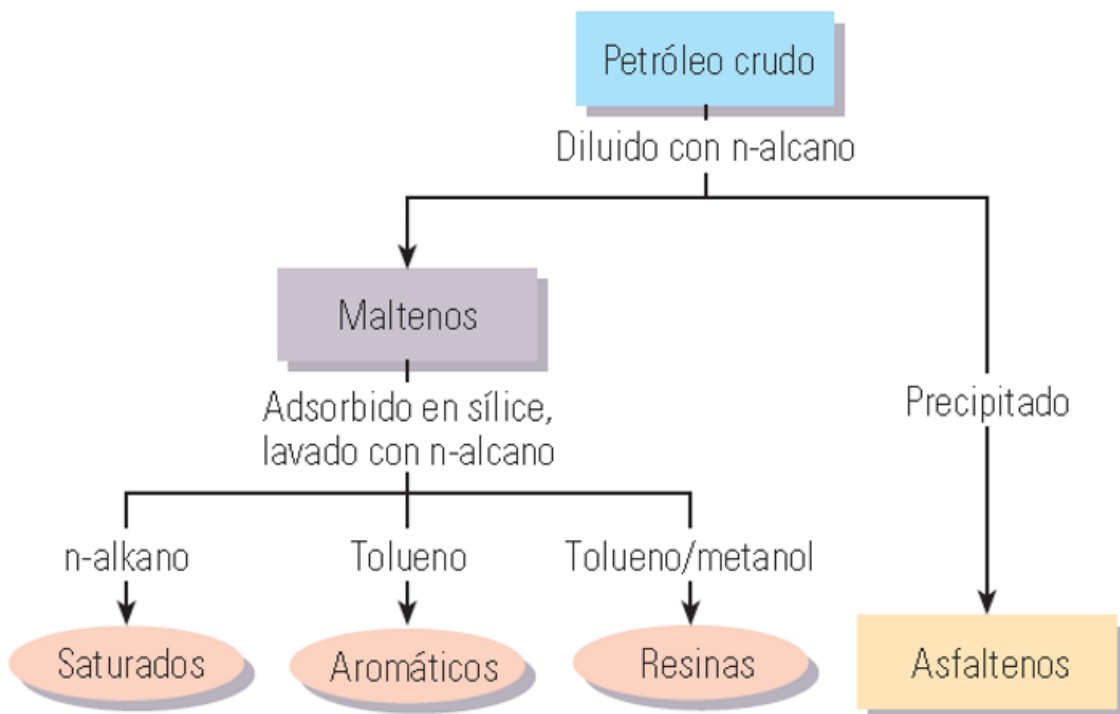 Petróleo crudo
Diluido con n-alcano
Maltenos
Adsorbido en sílice,
lavado con n-alcano
Precipitado
n-alkano
Tolueno
Tolueno/metanol
Saturados
Aromáticos
Resinas
Asfaltenos